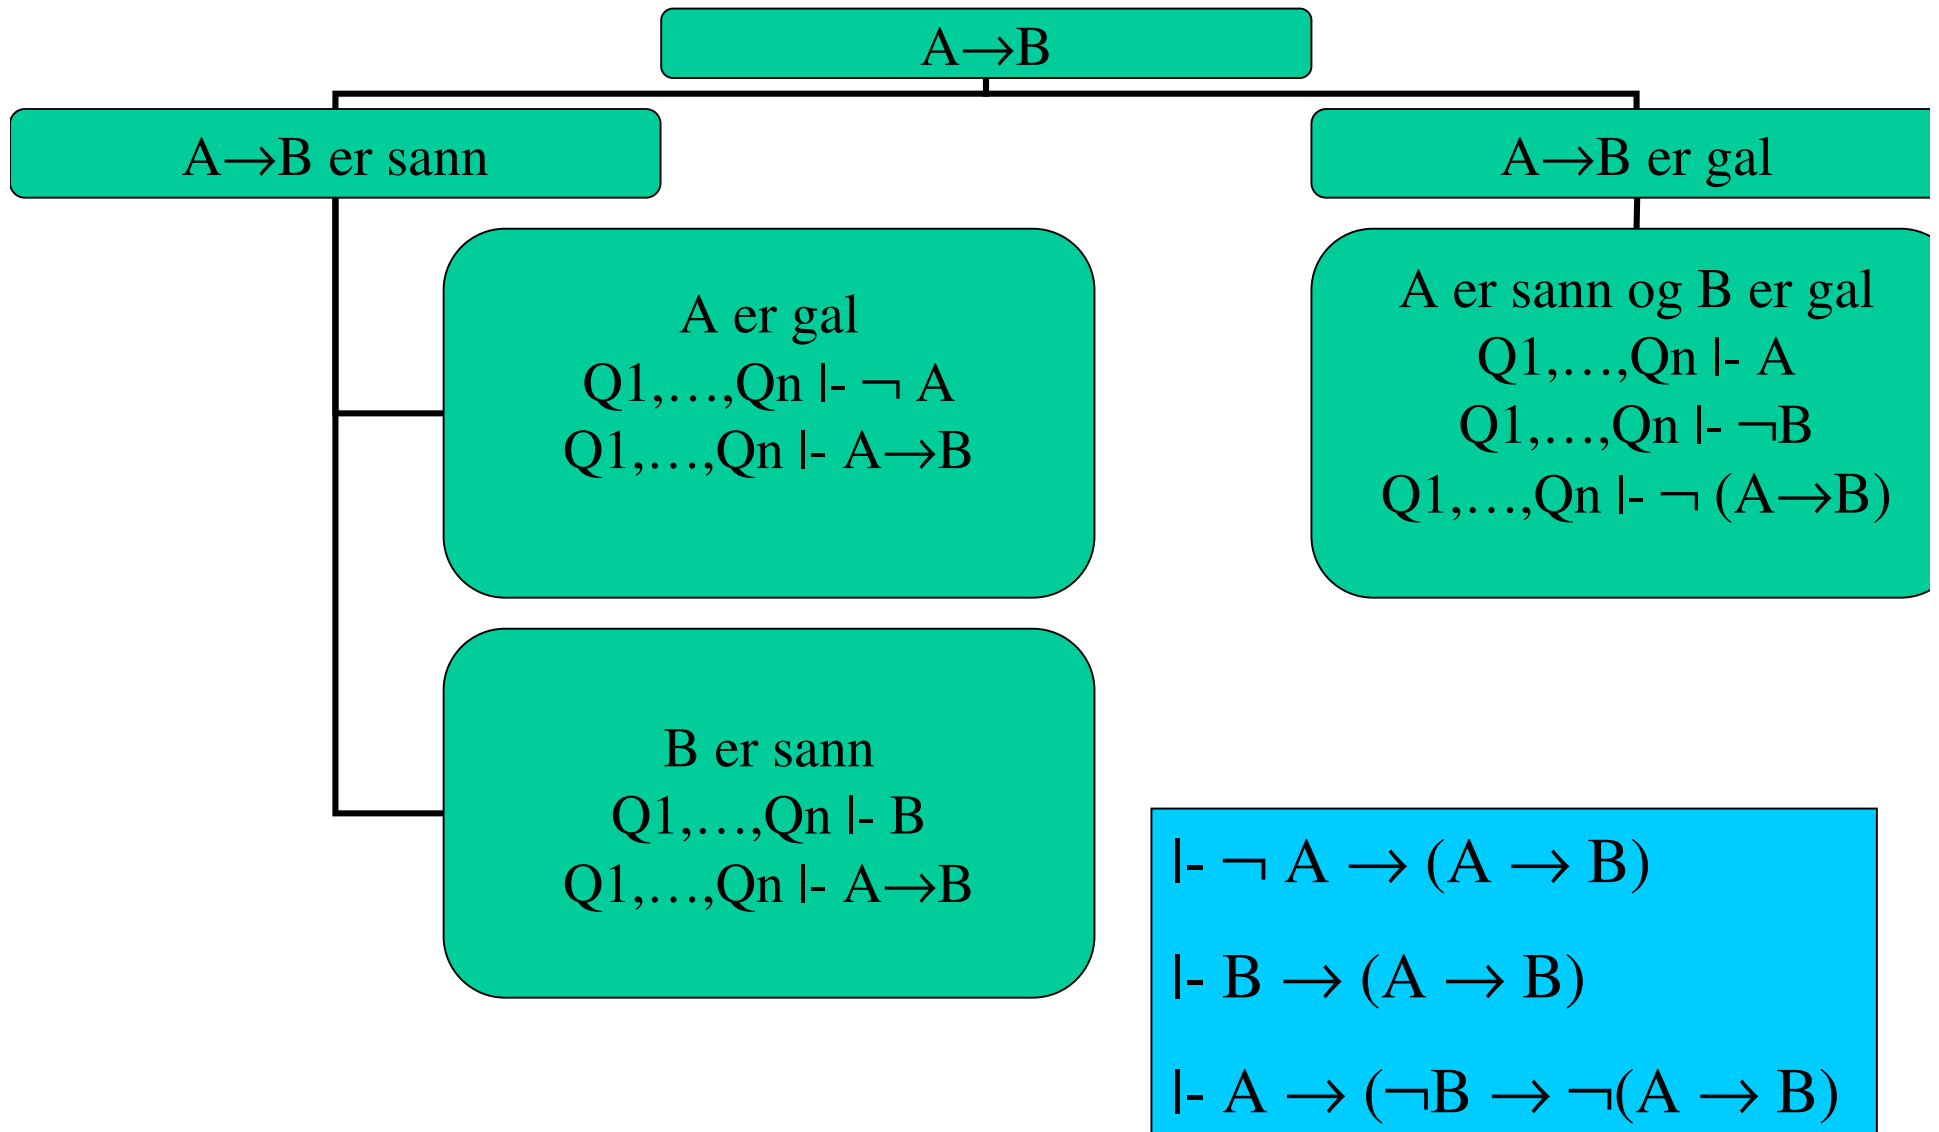 A→B
A→B er sann
A→B er gal
A er gal
Q1,…,Qn |- ¬ A
Q1,…,Qn |- A→B
A er sann og B er gal
Q1,…,Qn |- A
Q1,…,Qn |- ¬B
Q1,…,Qn |- ¬ (A→B)
B er sann
Q1,…,Qn |- B
Q1,…,Qn |- A→B
|- ¬ A → (A → B)
|- B → (A → B)
|- A → (¬B → ¬(A → B)